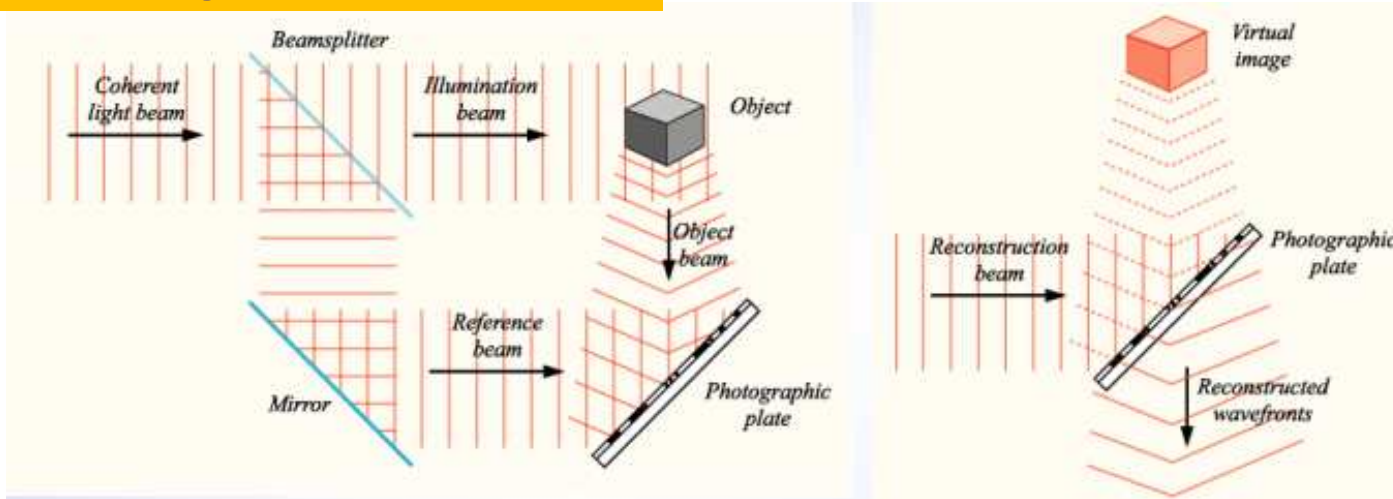 Beamsplitter
Coherent
light beam
Illumination
beam
Object
Object
beam
Reference
beam
Mirror
Photographic
plate
Virtual
image
Reconstruction
beam
Photographic
plate
Reconstructed
wavefronts